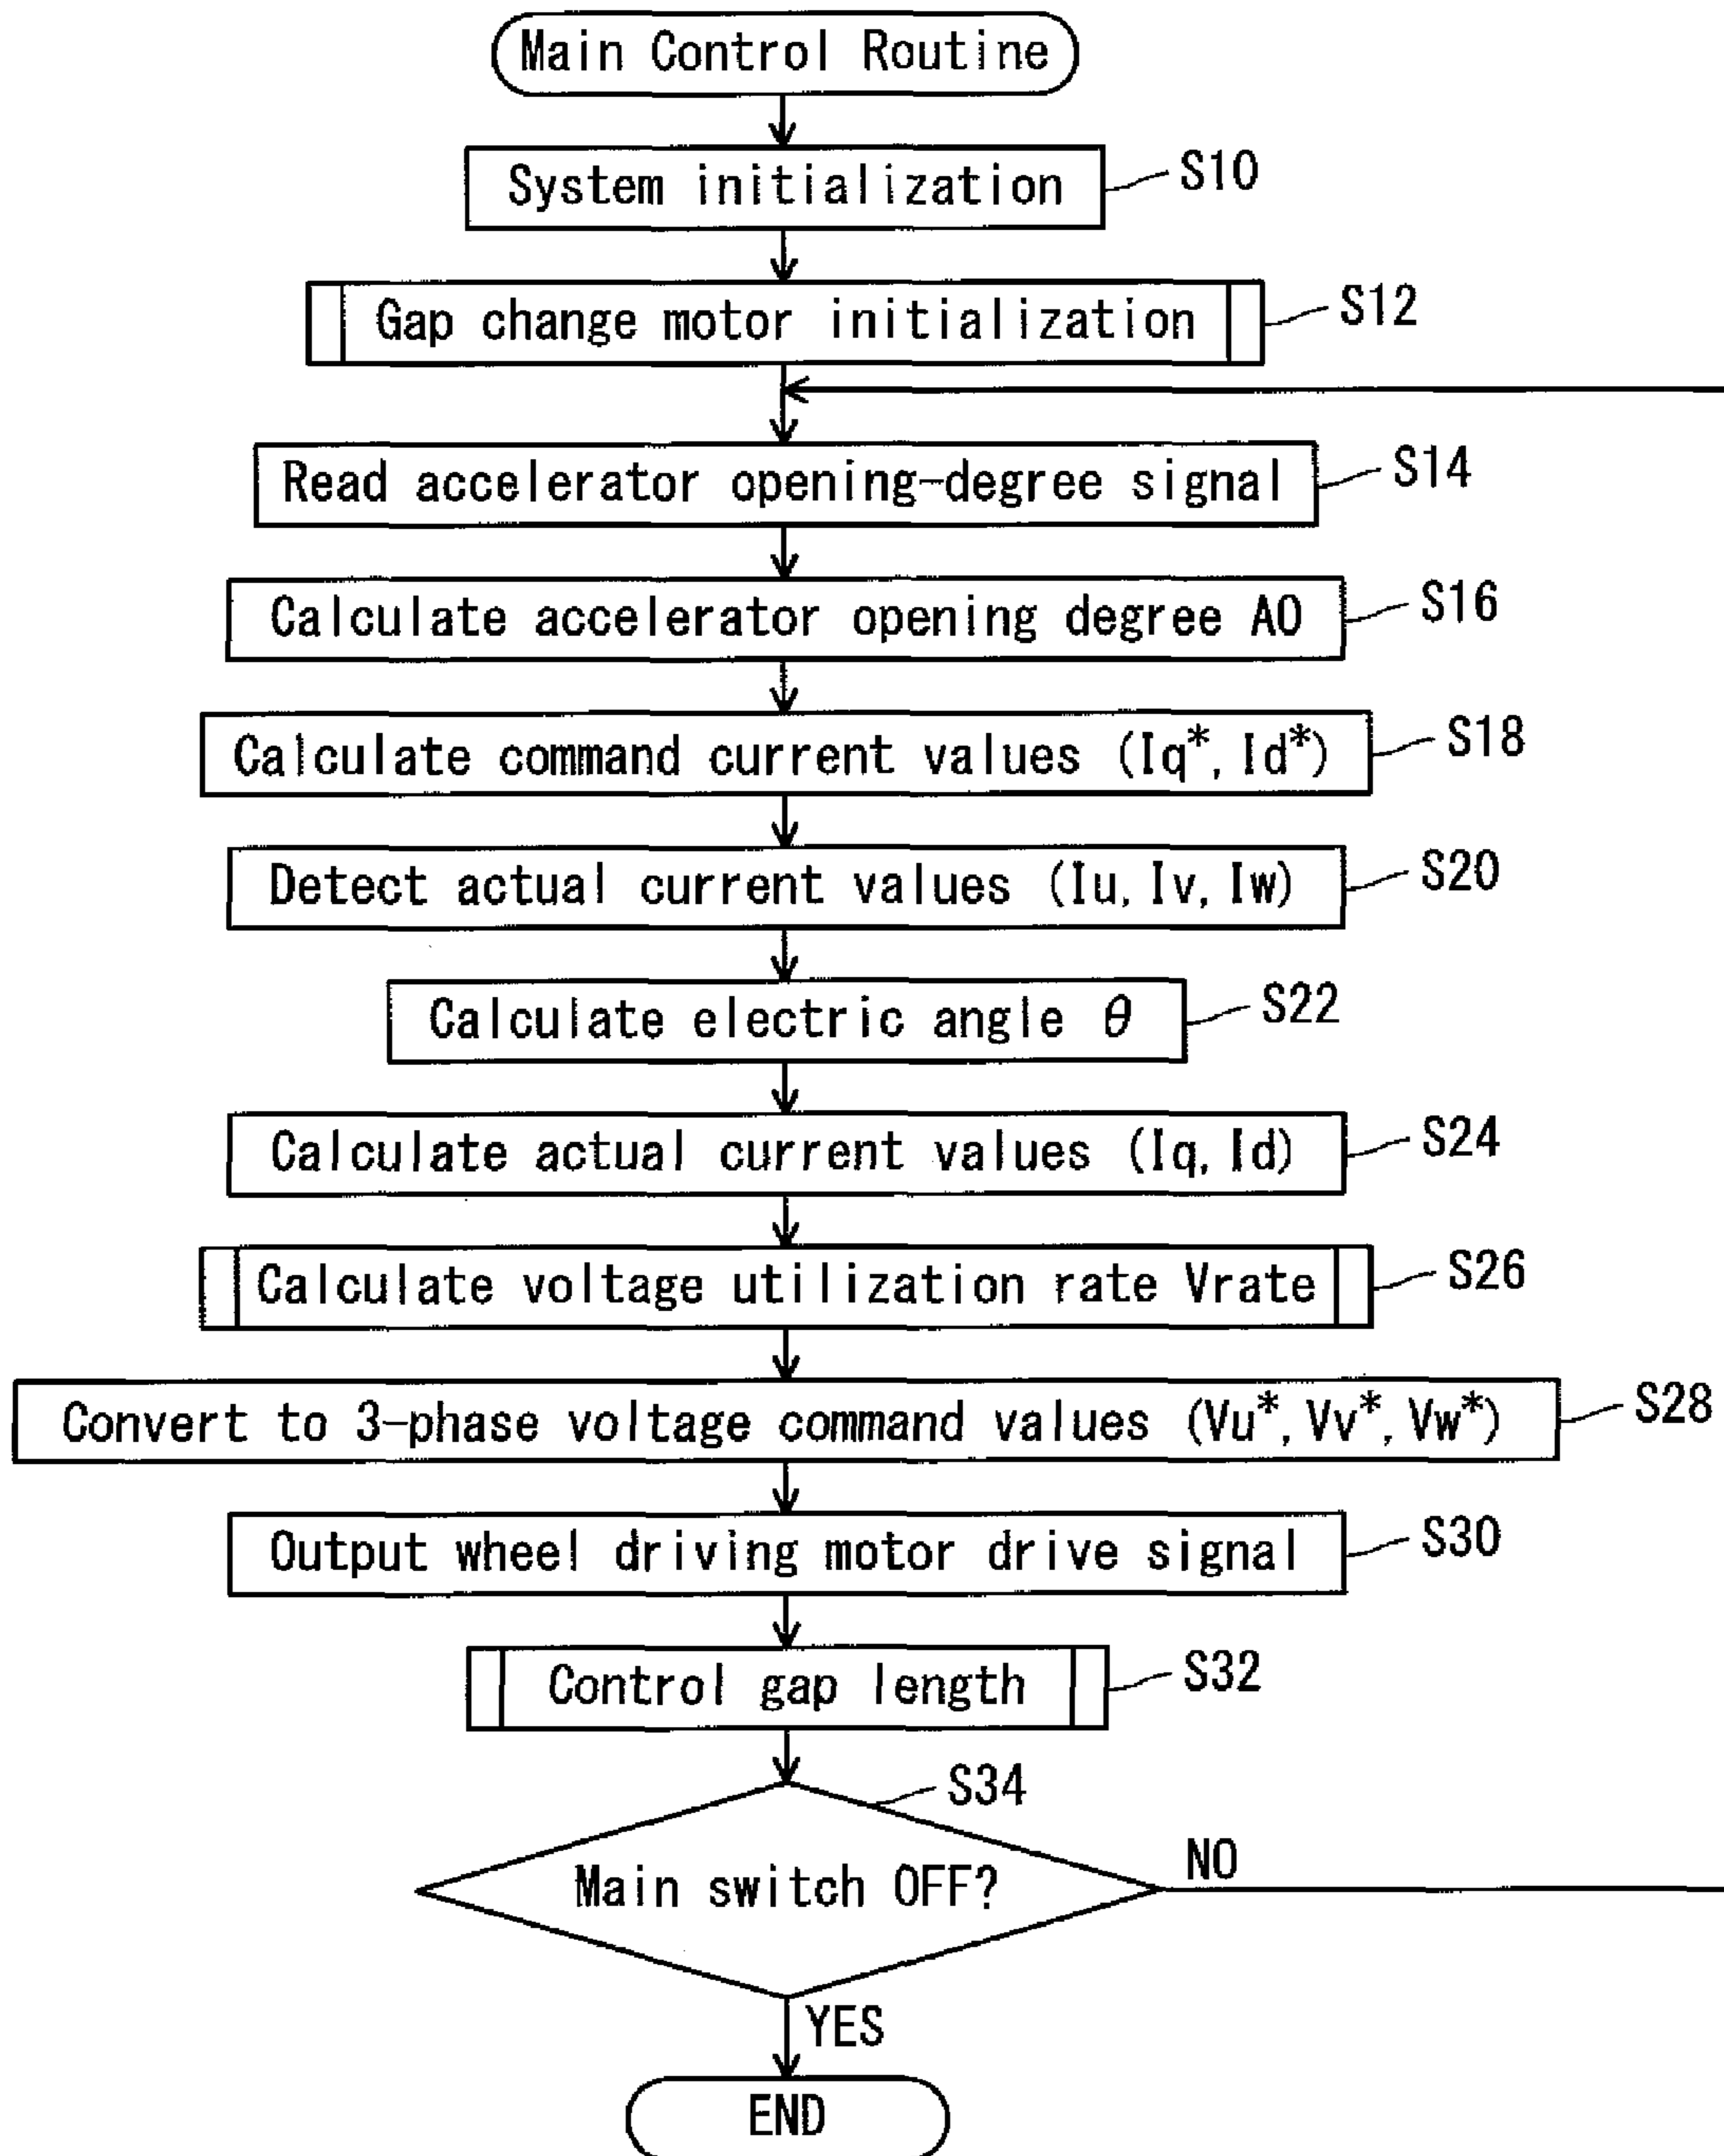 Main Control Routine
System initialization
S10
Gap change motor initialization
S12
Read accelerator opening-degree signal
S14
Calculate accelerator opening degree AO
S16
Calculate command current values (Iq*, Id*)
S18
Detect actual current values (Iu, Iv, Iw)
S20
Calculate electric angle θ
S22
Calculate actual current values (Iq, Id)
S24
Calculate voltage utilization rate Vrate
S26
Convert to 3-phase voltage command values (Vu*, Vv*, Vw*)
S28
Output wheel driving motor drive signal
S30
Control gap length
S32
S34
Main switch OFF?
NO
YES
END